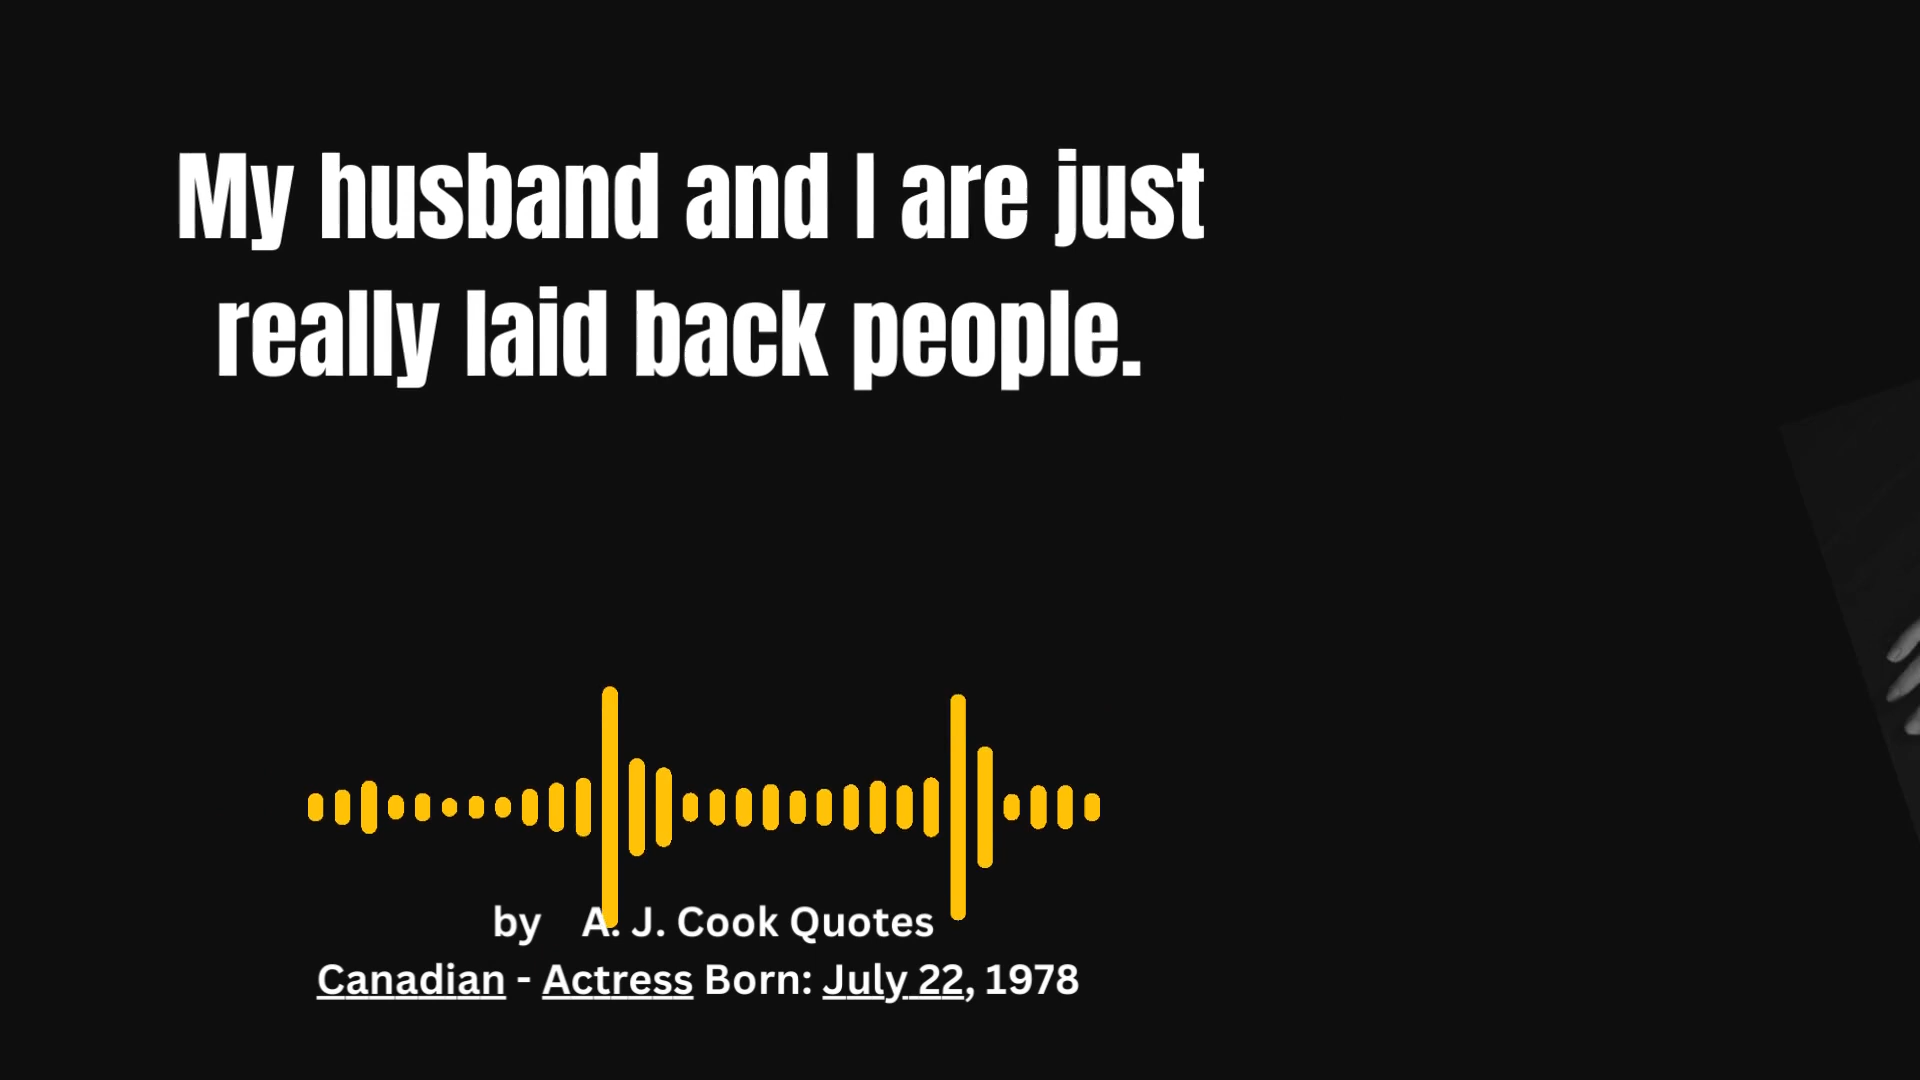 My husband and I are just
really laid back people.
by A. J. Cook Quotes
Canadian - Actress Born: July 22, 1978